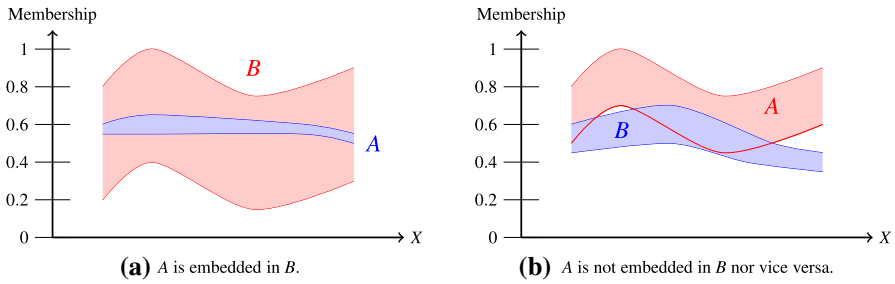 Membership
1
0.8
0.6
0.4
0.2
0
B
A
X
(a) A is embedded in B.
Membership
1
0.8
0.6
0.4
0.2
0
A
B
X
(b) A is not embedded in B nor vice versa.